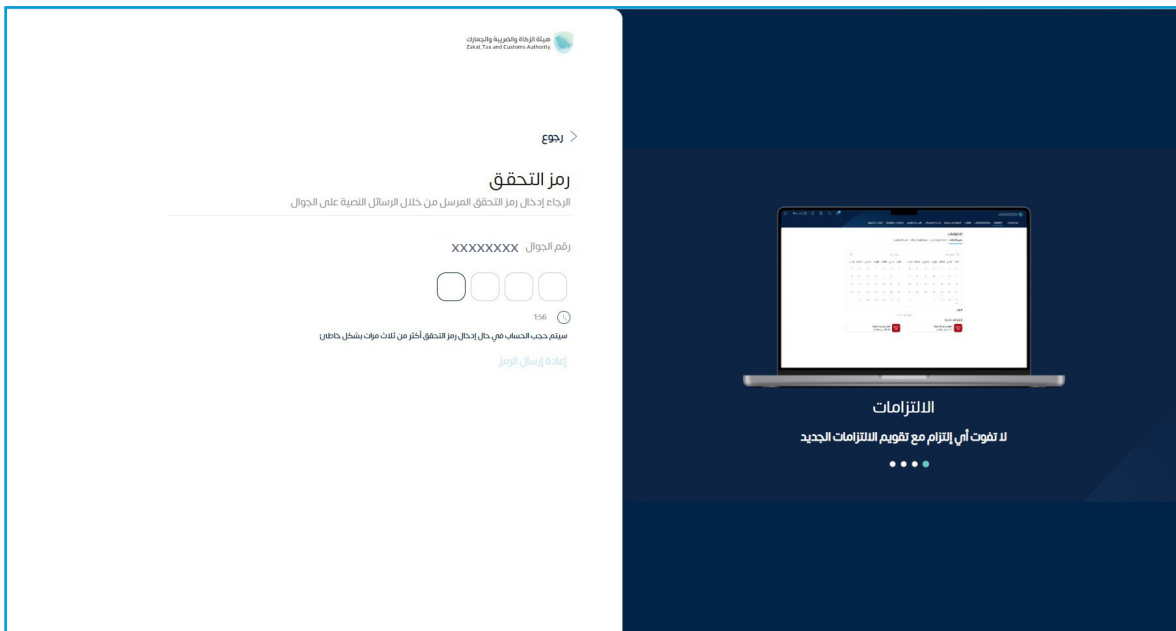 هيئة الزكاة والضريبة والجمارك
Zakat, Tax and Customs Authority
رجوع
رمز التحقق
الرجاء إدخال رمز التحقق المرسل من خلال الرسائل النصية على الجوال
رقم الجوال XXXXXXXX
1:56
سيتم حجب الحساب في حال إدخال رمز التحقق أكثر من ثلاث مرات بشكل خاطئ
إعادة إرسال الرمز
الالتزامات
الالتزامات
لا تفوت أي إلتزام مع تقويم الالتزامات الجديد